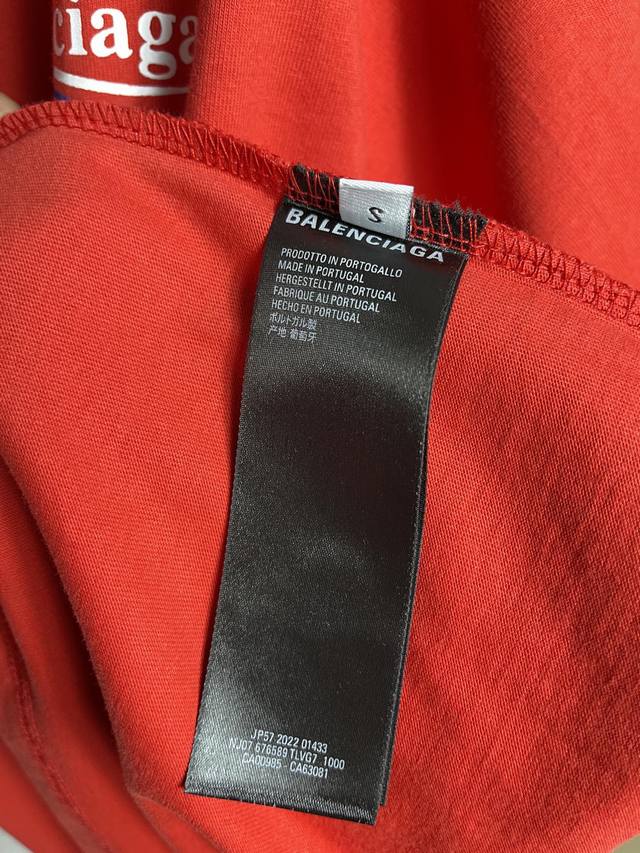 ciaga
S
BALENCIAGA
PRODOTTO IN PORTOGALLO
MADE IN PORTUGAL
HERGESTELLT IN PORTUGAL
FABRIQUE AU PORTUGAL
HECHO EN PORTUGAL
ポルトガル製
产地:葡萄牙
JP57 2022 01433
NJ07 676589 TLVG7 1000
CA00985 - CA63081